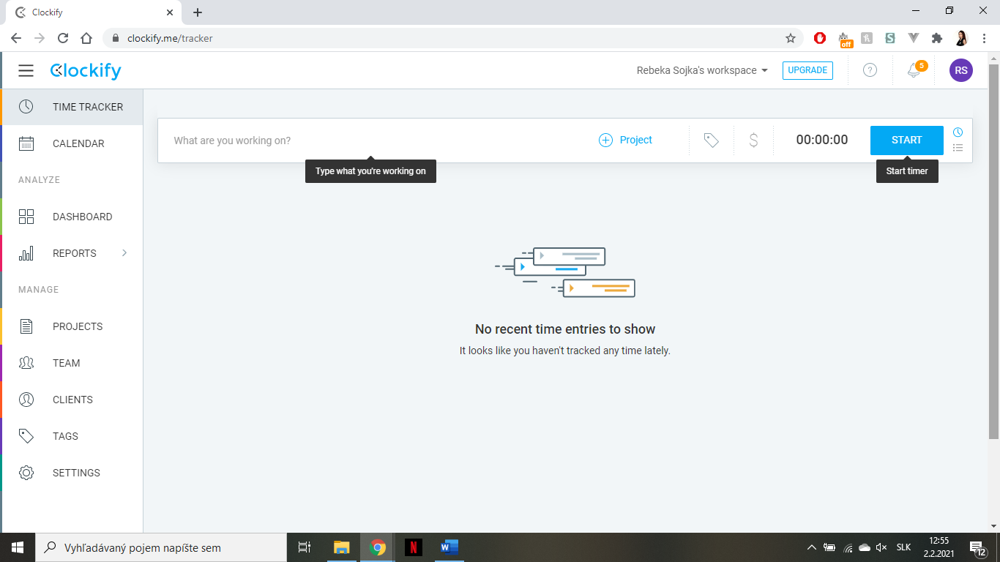 Clockify
clockify.me/tracker
off
Clockify
Rebeka Sojka's workspace
UPGRADE
?
5
RS
TIME TRACKER
What are you working on?
Project
$
00:00:00
START
CALENDAR
Type what you're working on
Start timer
ANALYZE
DASHBOARD
REPORTS
MANAGE
No recent time entries to show
It looks like you haven't tracked any time lately.
PROJECTS
TEAM
CLIENTS
TAGS
SETTINGS
Vyhľadávaný pojem napíšte sem
N
W
SLK
12:55
2.2.2021
12